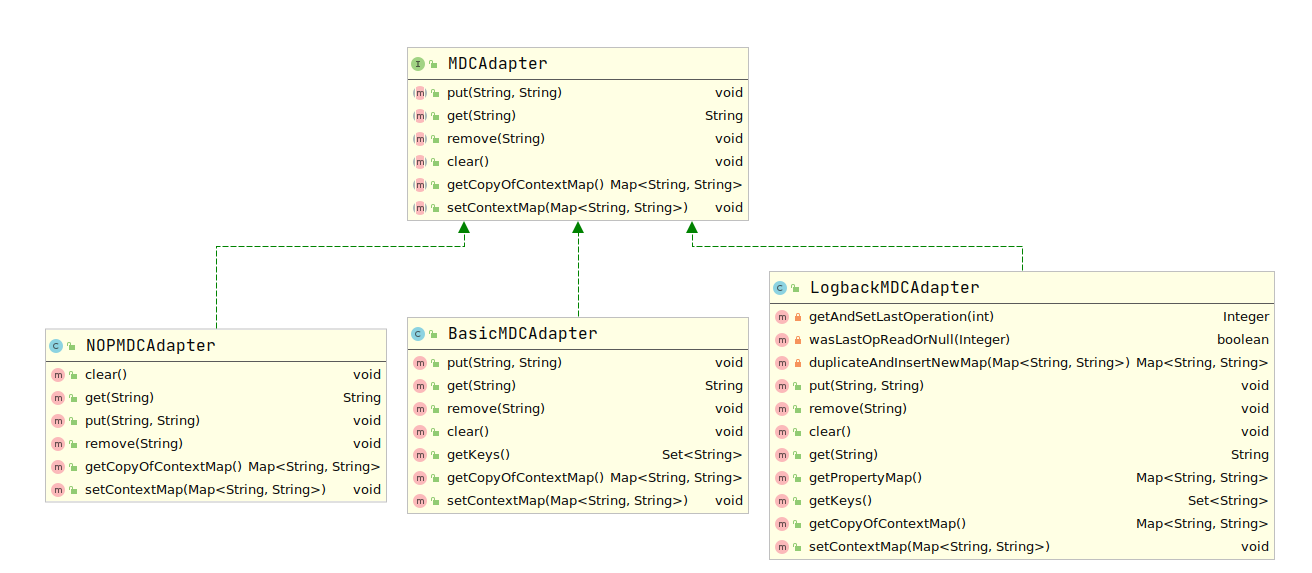 MDCAdapter
put(String, String) void
get(String) String
remove(String) void
clear() void
getCopyOfContextMap() Map<String, String>
setContextMap(Map<String, String>) void
NOPMDCAdapter
clear() void
get(String) String
put(String, String) void
remove(String) void
getCopyOfContextMap() Map<String, String>
setContextMap(Map<String, String>) void
BasicMDCAdapter
put(String, String) void
get(String) String
remove(String) void
clear() void
getKeys() Set<String>
getCopyOfContextMap() Map<String, String>
setContextMap(Map<String, String>) void
LogbackMDCAdapter
getAndSetLastOperation(int) Integer
wasLastOpReadOrNull(Integer) boolean
duplicateAndInsertNewMap(Map<String, String>) Map<String, String>
put(String, String) void
remove(String) void
clear() void
get(String) String
getPropertyMap() Map<String, String>
getKeys() Set<String>
getCopyOfContextMap() Map<String, String>
setContextMap(Map<String, String>) void